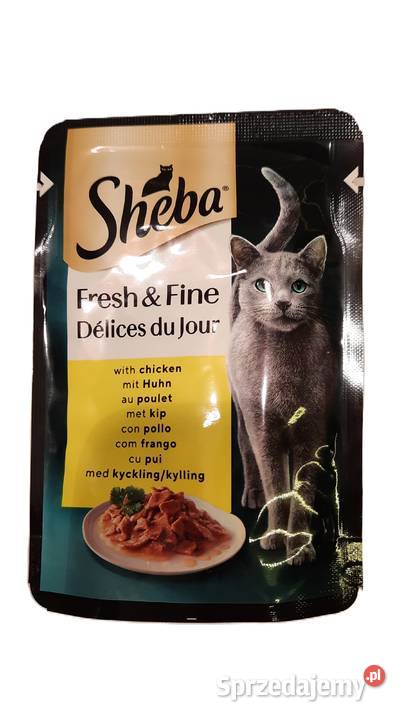 Sheba®
Fresh & Fine
Délices du Jour
with chicken
mit Huhn
au poulet
met kip
con pollo
com frango
cu pui
med kyckling/kylling
Sprzedajemy.pl